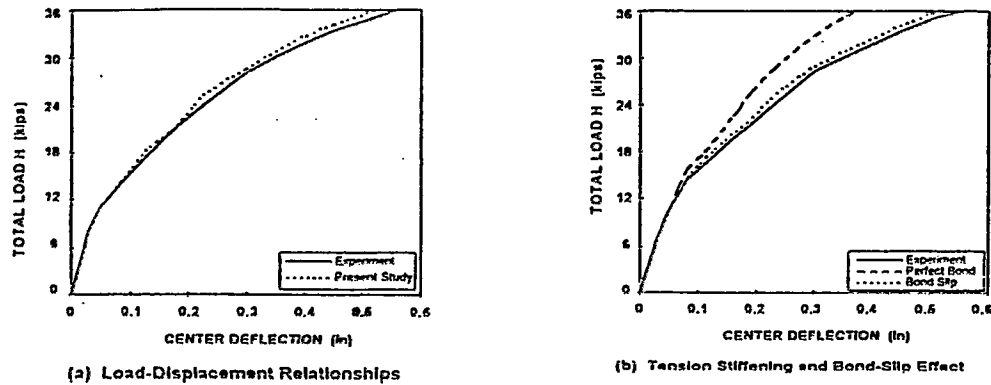 36
30
24
18
12
6
0
TOTAL LOAD H (kips)
Experiment
Present Study
0 0.1 0.2 0.3 0.4 0.5 0.6
CENTER DEFLECTION (in)
(a) Load-Displacement Relationships
36
30
24
18
12
6
0
TOTAL LOAD H (kips)
Experiment
Perfect Bond
Bond Slip
0 0.1 0.2 0.3 0.4 0.5 0.6
CENTER DEFLECTION (in)
(b) Tension Stiffening and Bond-Slip Effect